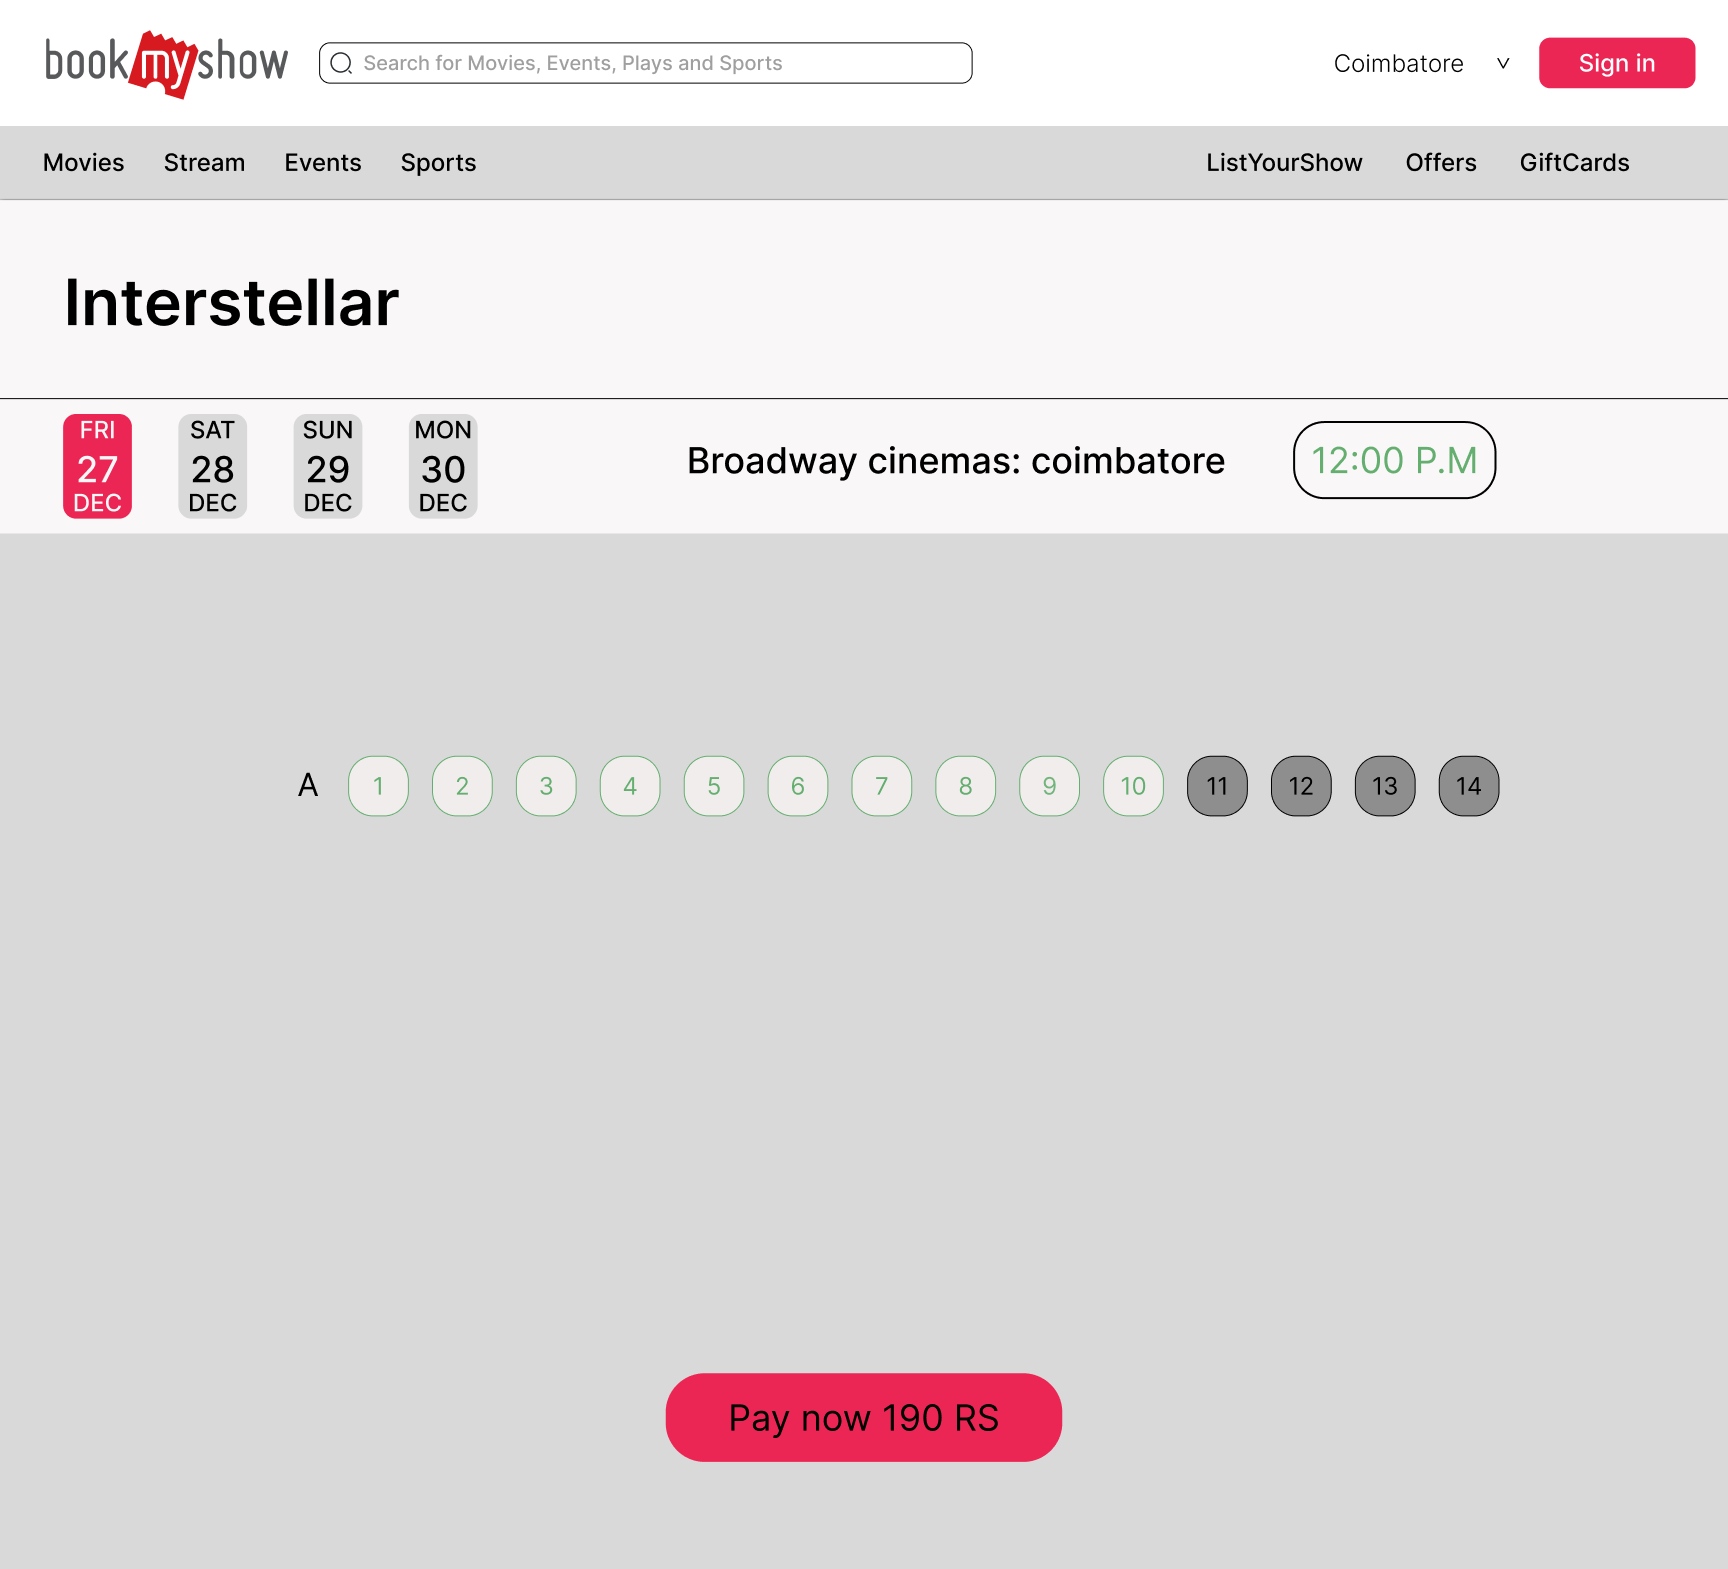 bookmyshow Search for Movies, Events, Plays and Sports Coimbatore v Sign in
Movies Stream Events Sports ListYourShow Offers GiftCards
Interstellar
FRI SAT SUN MON
27 28 29 30
DEC DEC DEC DEC
Broadway cinemas: coimbatore 12:00 P.M
A 1 2 3 4 5 6 7 8 9 10 11 12 13 14
Pay now 190 RS